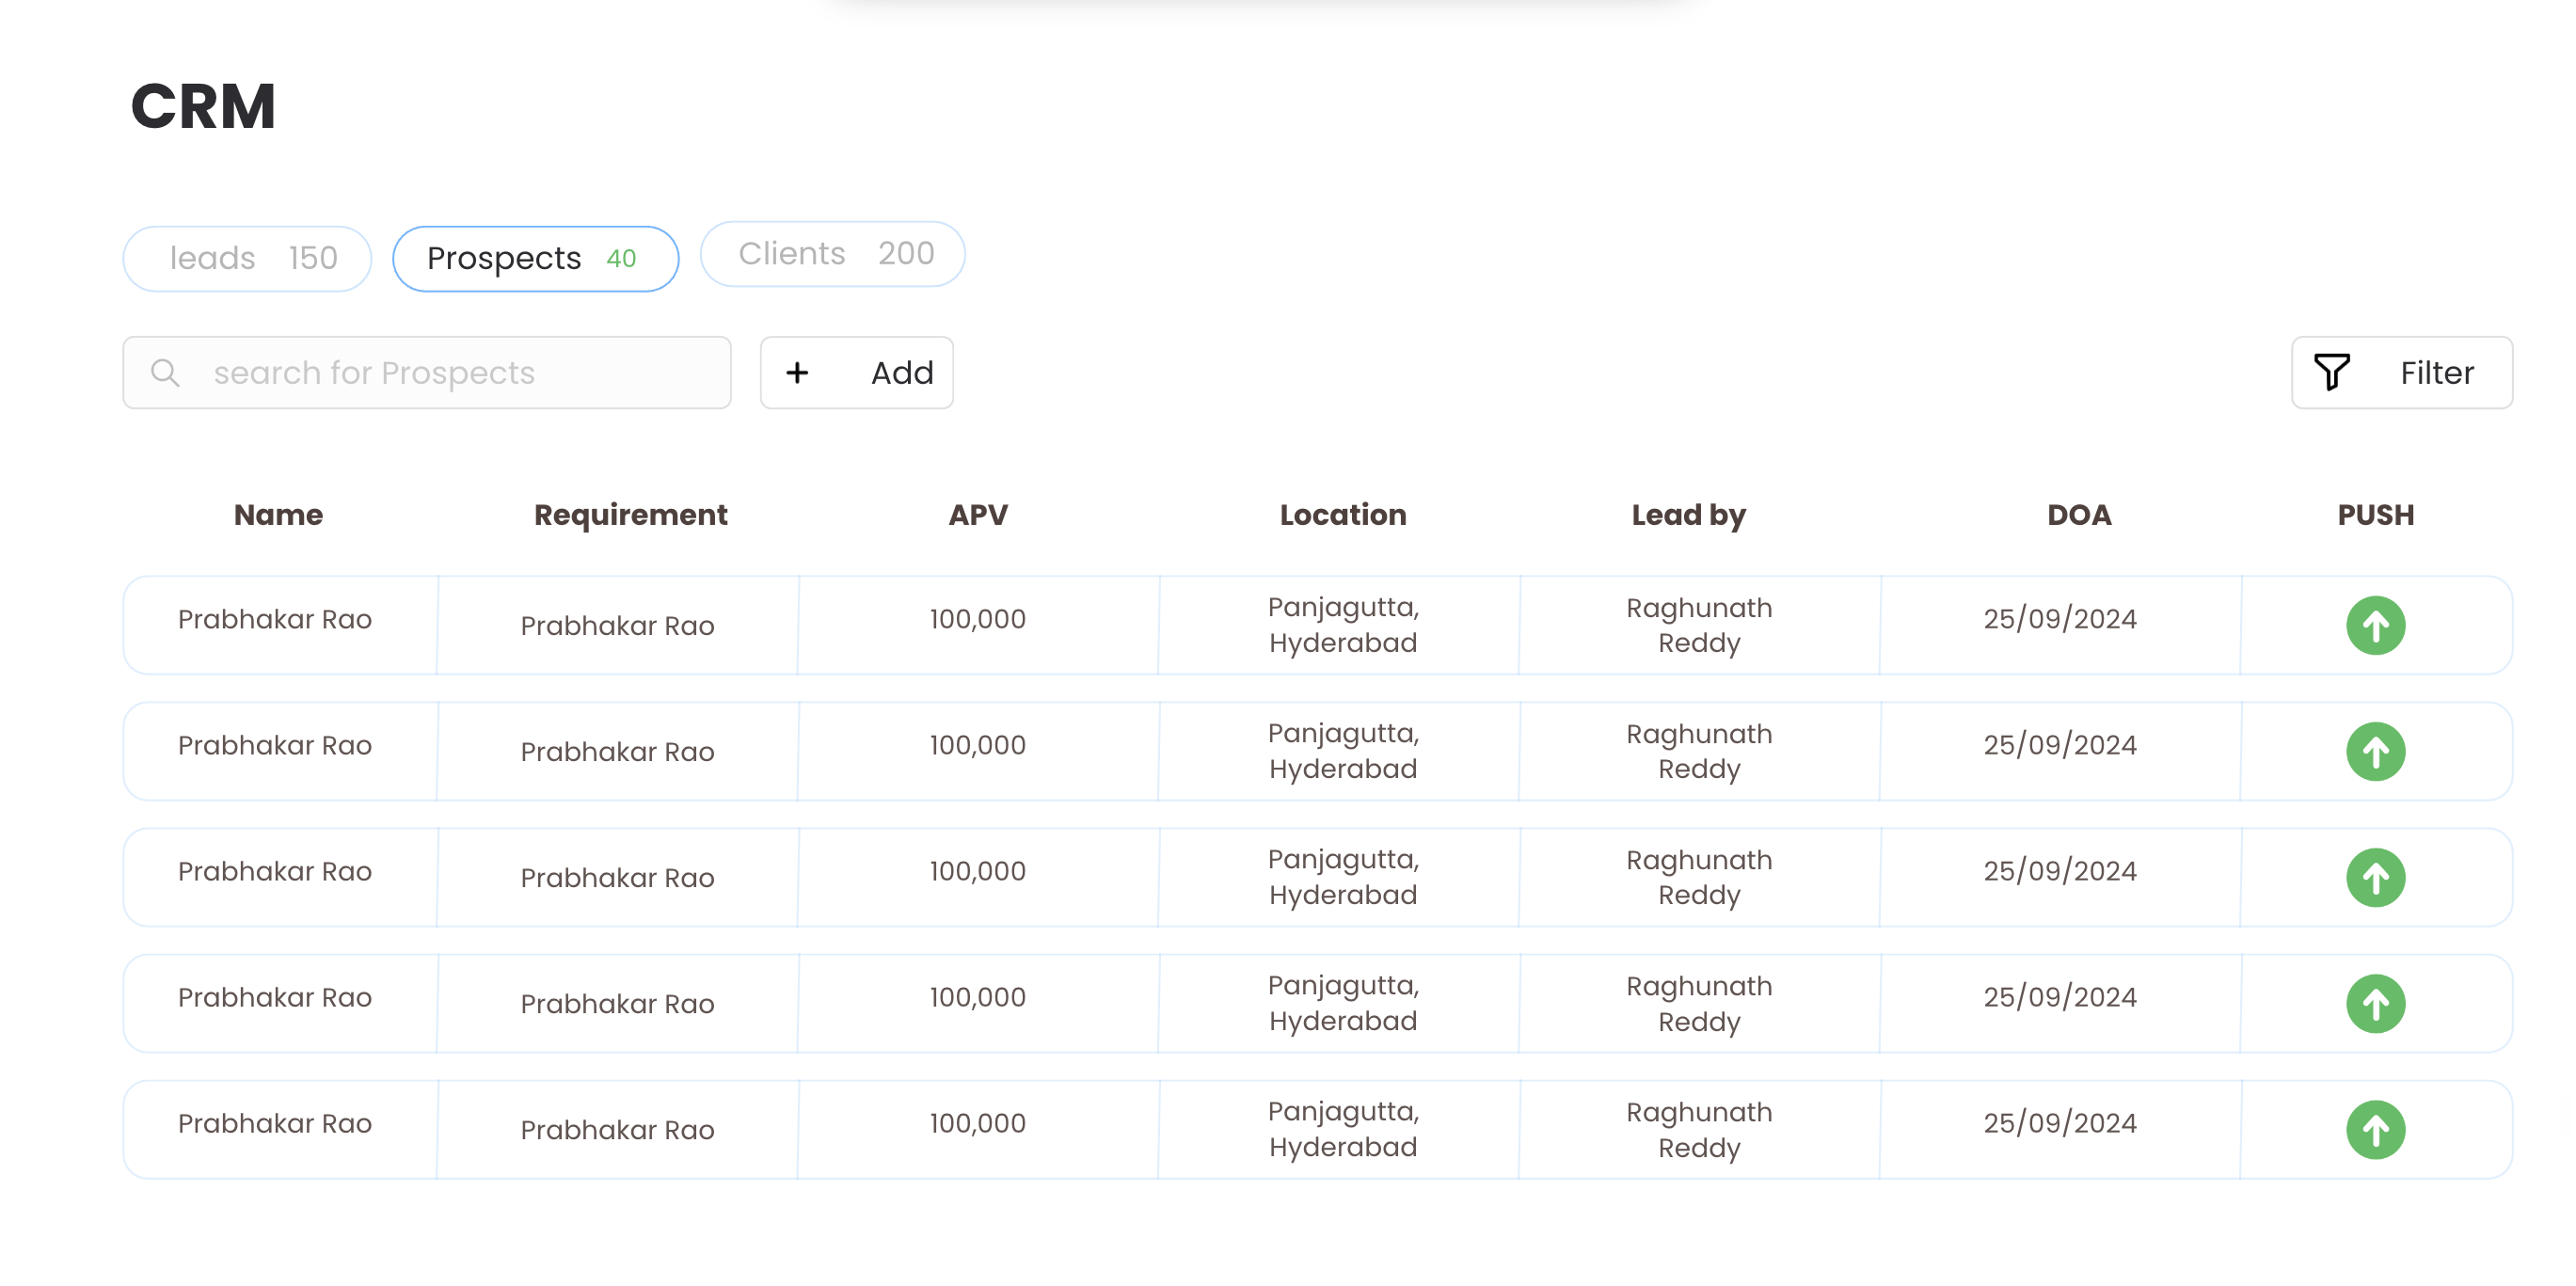 CRM
leads 150 Prospects 40 Clients 200
search for Prospects + Add Filter
Name Requirement APV Location Lead by DOA PUSH
Prabhakar Rao Prabhakar Rao 100,000 Panjagutta, Raghunath 25/09/2024
Hyderabad Reddy
Prabhakar Rao Prabhakar Rao 100,000 Panjagutta, Raghunath 25/09/2024
Hyderabad Reddy
Prabhakar Rao Prabhakar Rao 100,000 Panjagutta, Raghunath 25/09/2024
Hyderabad Reddy
Prabhakar Rao Prabhakar Rao 100,000 Panjagutta, Raghunath 25/09/2024
Hyderabad Reddy
Prabhakar Rao Prabhakar Rao 100,000 Panjagutta, Raghunath 25/09/2024
Hyderabad Reddy